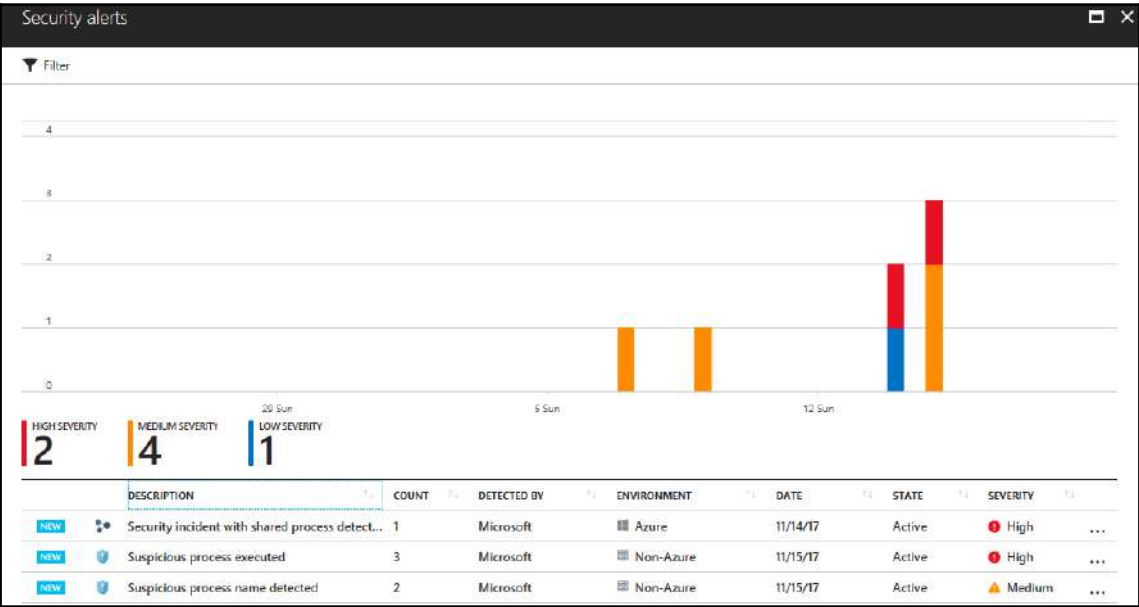 Security alerts
Filter
4
3
2
1
0
29 Sun
5 Sun
12 Sun
HIGH SEVERITY
2
MEDIUM SEVERITY
4
LOW SEVERITY
1
DESCRIPTION COUNT DETECTED BY ENVIRONMENT DATE STATE SEVERITY
NEW Security incident with shared process detect... 1 Microsoft Azure 11/14/17 Active High ...
NEW Suspicious process executed 3 Microsoft Non-Azure 11/15/17 Active High ...
NEW Suspicious process name detected 2 Microsoft Non-Azure 11/15/17 Active Medium ...